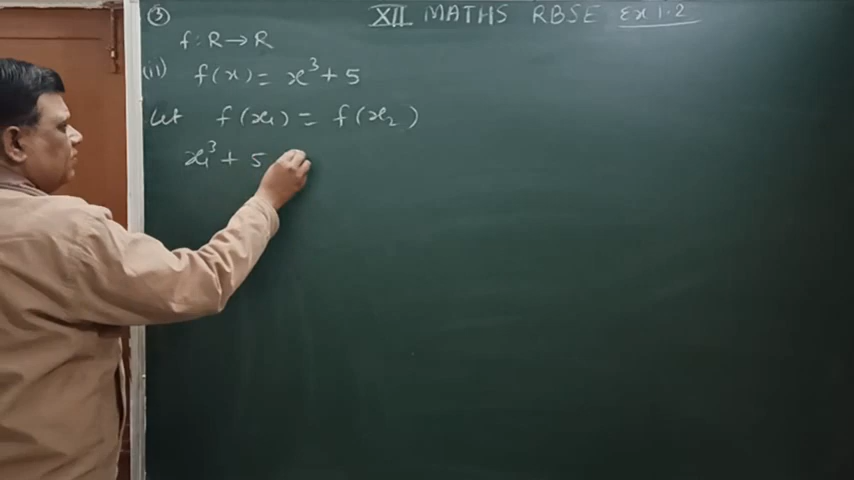 ③ XII MATHS RBSE Ex 1.2
f : R → R
(ii) f(x) = x³ + 5
Let f(x₁) = f(x₂)
x₁³ + 5